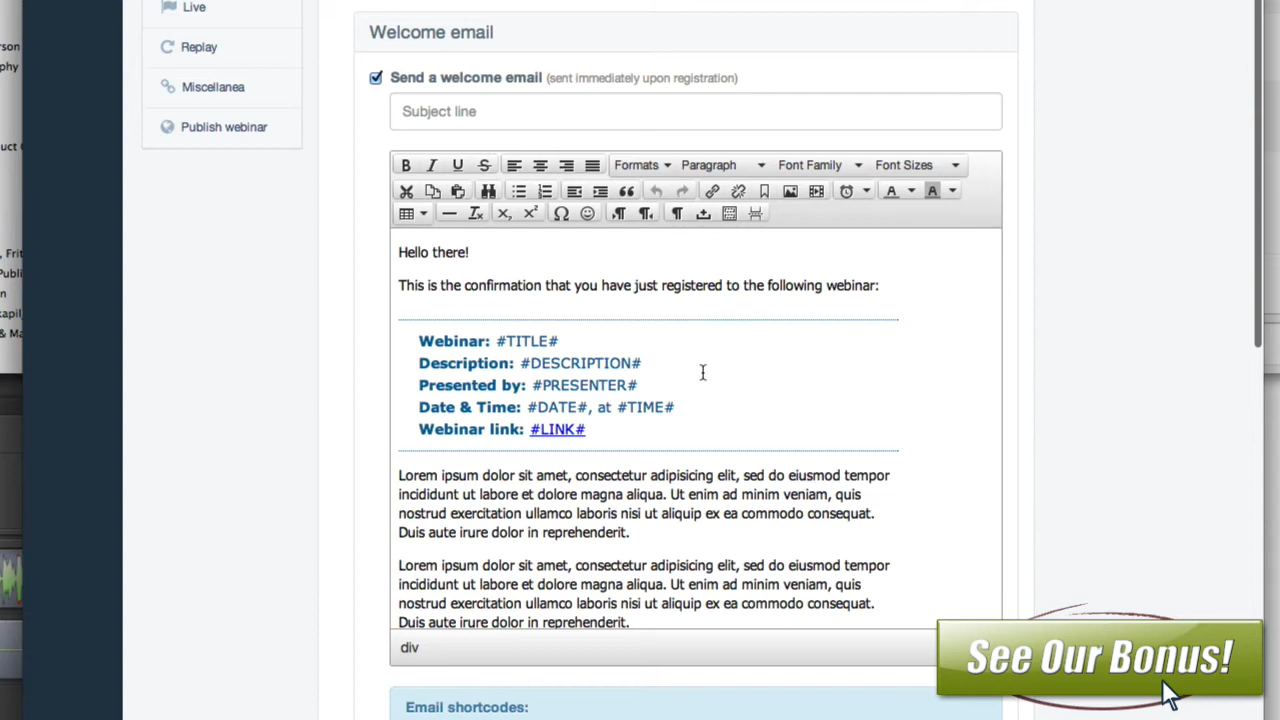 Live
Replay
Miscellanea
Publish webinar
Welcome email
Send a welcome email (sent immediately upon registration)
Subject line
Formats
Paragraph
Font Family
Font Sizes
Hello there!
This is the confirmation that you have just registered to the following webinar:
Webinar: #TITLE#
Description: #DESCRIPTION#
Presented by: #PRESENTER#
Date & Time: #DATE#, at #TIME#
Webinar link: #LINK#
Lorem ipsum dolor sit amet, consectetur adipisicing elit, sed do eiusmod tempor
incididunt ut labore et dolore magna aliqua. Ut enim ad minim veniam, quis
nostrud exercitation ullamco laboris nisi ut aliquip ex ea commodo consequat.
Duis aute irure dolor in reprehenderit.
Lorem ipsum dolor sit amet, consectetur adipisicing elit, sed do eiusmod tempor
incididunt ut labore et dolore magna aliqua. Ut enim ad minim veniam, quis
nostrud exercitation ullamco laboris nisi ut aliquip ex ea commodo consequat.
Duis aute irure dolor in reprehenderit.
div
See Our Bonus!
Email shortcodes: